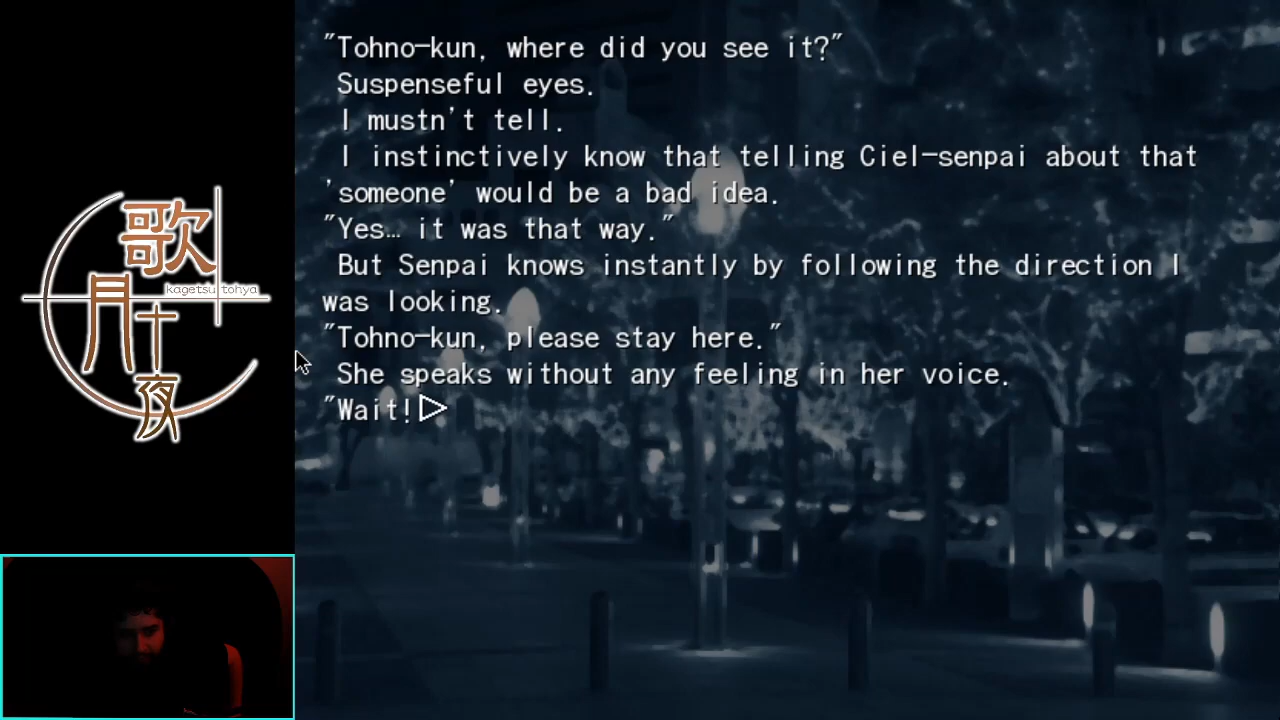 "Tohno-kun, where did you see it?"
Suspenseful eyes.
I mustn't tell.
I instinctively know that telling Ciel-senpai about that
'someone' would be a bad idea.
"Yes… it was that way."
But Senpai knows instantly by following the direction I
was looking.
"Tohno-kun, please stay here."
She speaks without any feeling in her voice.
"Wait!
歌
kagetsu tohya
月
十
夜